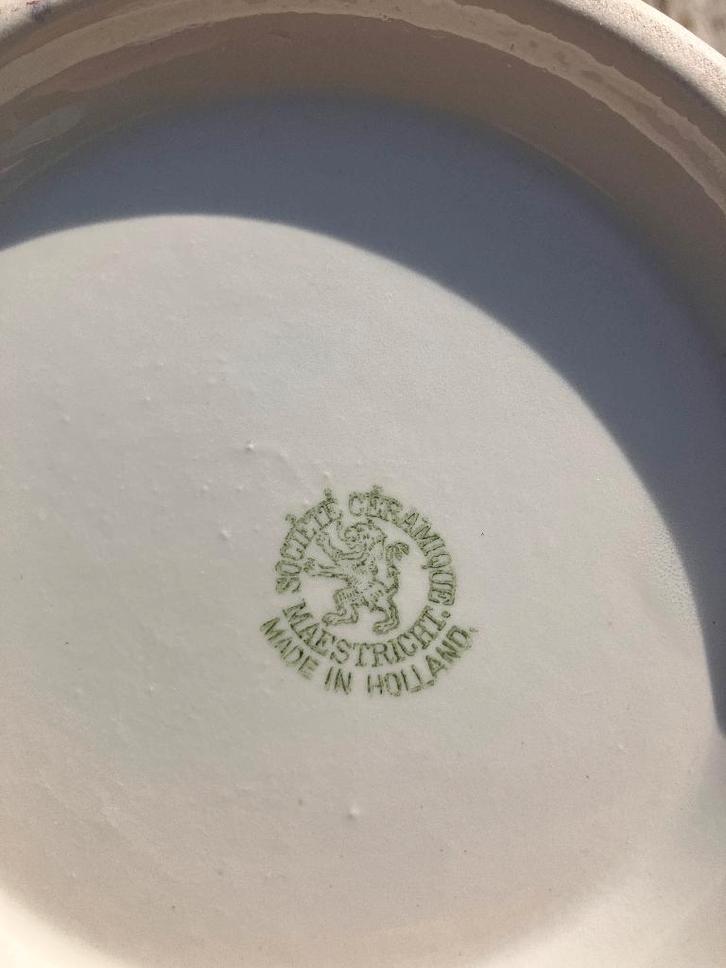 SOCIÉTÉ CÉRAMIQUE
MAESTRICHT.
MADE IN HOLLAND.